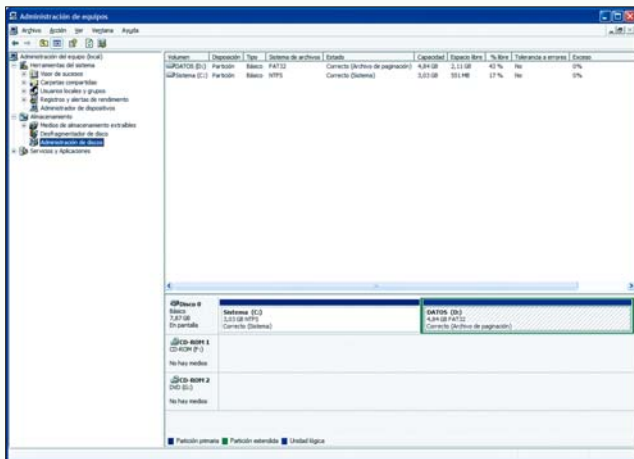 Administración de equipos
Archivo Acción Ver Ventana Ayuda
Administración del equipo (local)
Herramientas del sistema
Visor de sucesos
Carpetas compartidas
Usuarios locales y grupos
Registros y alertas de rendimiento
Administrador de dispositivos
Almacenamiento
Medios de almacenamiento extraíbles
Desfragmentador de disco
Administración de discos
Servicios y Aplicaciones
Volumen Disposición Tipo Sistema de archivos Estado Capacidad Espacio libre % libre Tolerancia a errores Exceso
DATOS (D:) Partición Básico FAT32 Correcto (Archivo de paginación) 4,84 GB 2,11 GB 43 % No 0%
Sistema (C:) Partición Básico NTFS Correcto (Sistema) 3,03 GB 551 MB 17 % No 0%
Disco 0
Básico
7,87 GB
En pantalla
Sistema (C:)
3,03 GB NTFS
Correcto (Sistema)
DATOS (D:)
4,84 GB FAT32
Correcto (Archivo de paginación)
CD-ROM 1
CD-ROM (F:)
No hay medios
CD-ROM 2
DVD (E:)
No hay medios
Partición primaria Partición extendida Unidad lógica